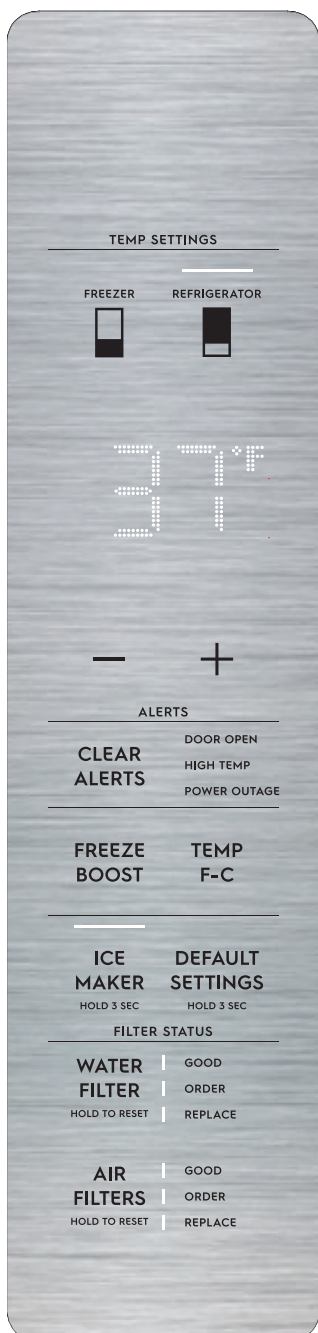 TEMP SETTINGS
FREEZER REFRIGERATOR
37°F
− +
ALERTS
CLEAR ALERTS
DOOR OPEN
HIGH TEMP
POWER OUTAGE
FREEZE BOOST
TEMP F-C
ICE MAKER
HOLD 3 SEC
DEFAULT SETTINGS
HOLD 3 SEC
FILTER STATUS
WATER FILTER
HOLD TO RESET
GOOD
ORDER
REPLACE
AIR FILTERS
HOLD TO RESET
GOOD
ORDER
REPLACE